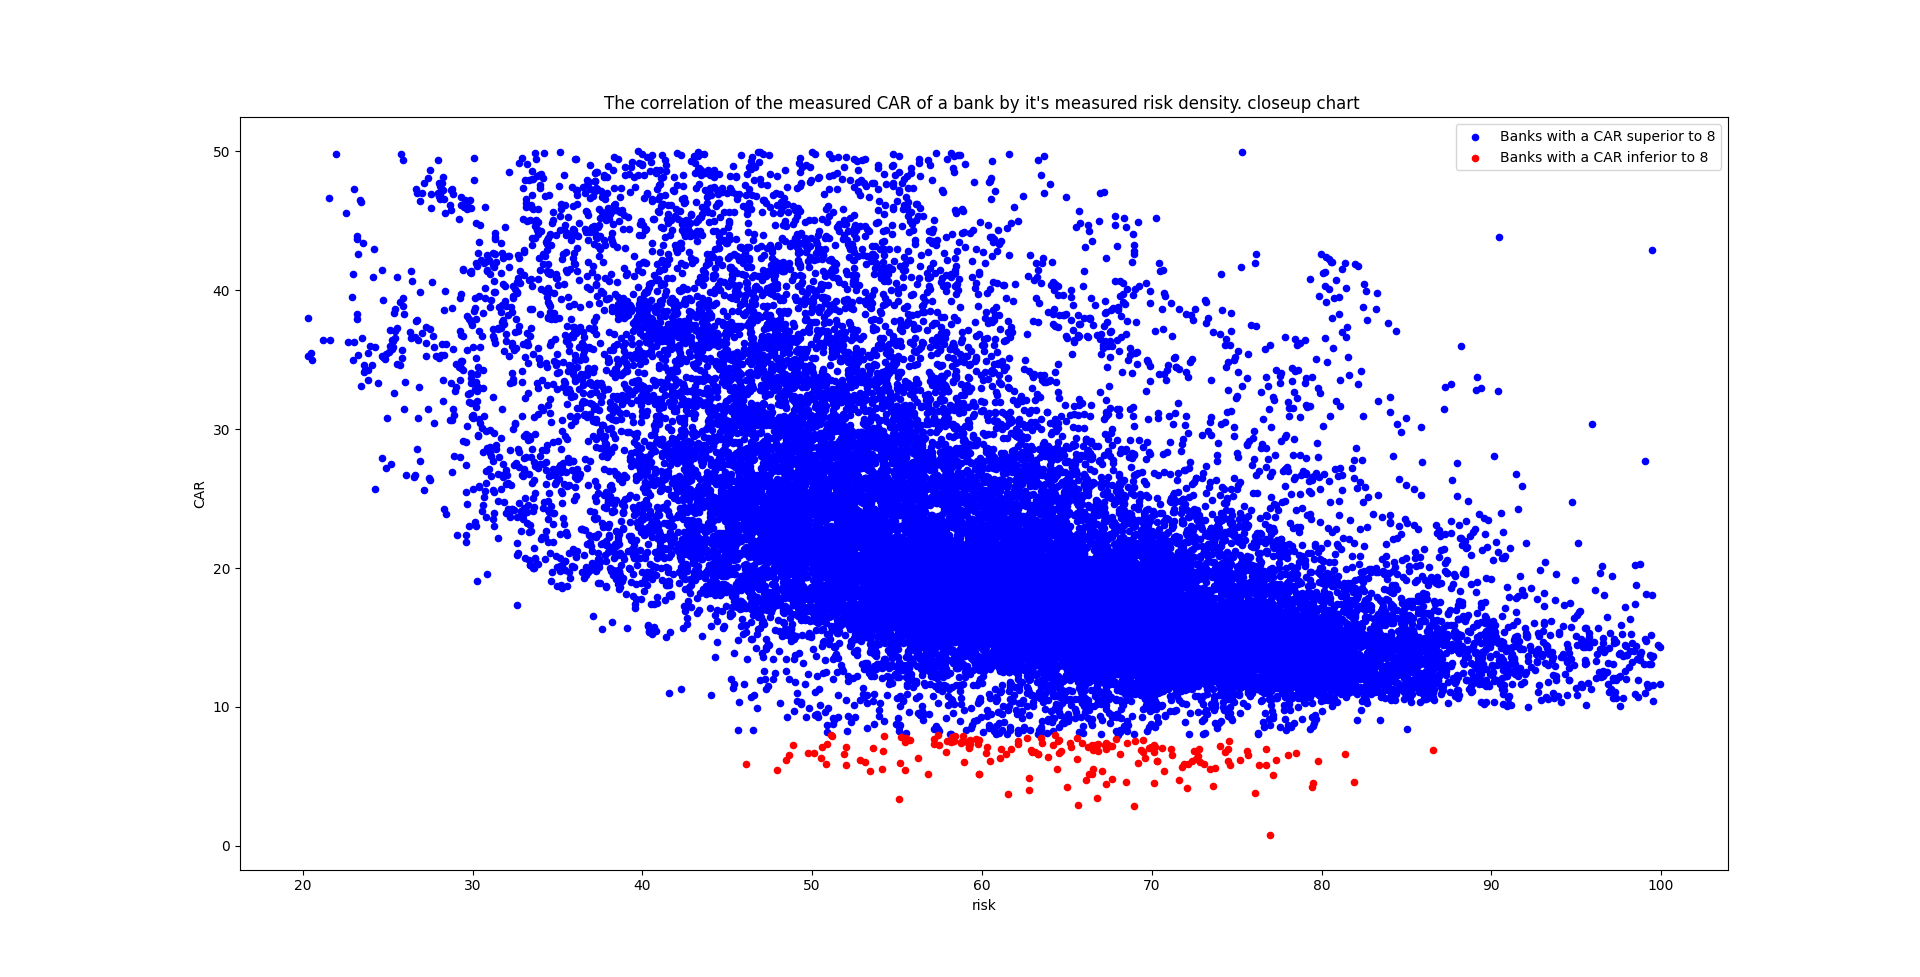 The correlation of the measured CAR of a bank by it's measured risk density. closeup chart
Banks with a CAR superior to 8
Banks with a CAR inferior to 8
50
40
30
20
10
0
CAR
20 30 40 50 60 70 80 90 100
risk